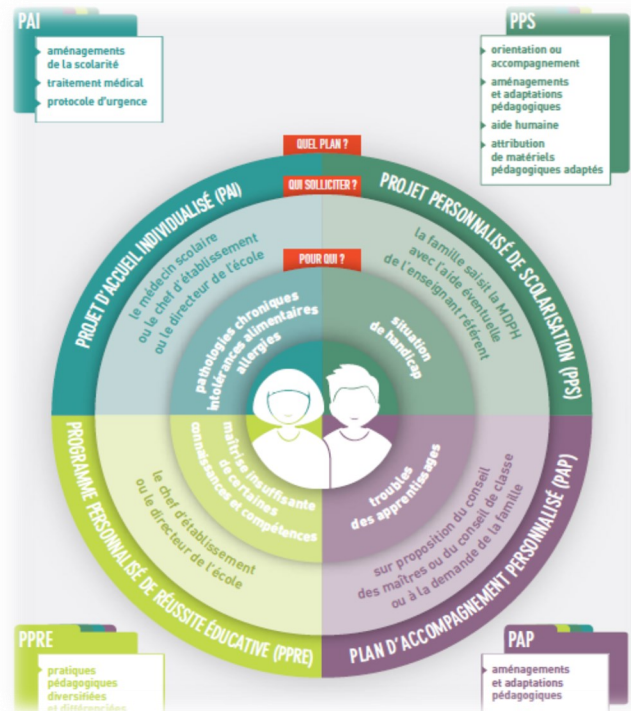 PAI
aménagements
de la scolarité
traitement médical
protocole d'urgence
PPS
orientation ou
accompagnement
aménagements
et adaptations
pédagogiques
aide humaine
attribution
de matériels
pédagogiques adaptés
QUEL PLAN ?
QUI SOLLICITER ?
POUR QUI ?
PROJET D'ACCUEIL INDIVIDUALISÉ (PAI)
le médecin scolaire
ou le chef d'établissement
ou le directeur de l'école
pathologies chroniques
intolérances alimentaires
allergies
PROJET PERSONNALISÉ DE SCOLARISATION (PPS)
la famille saisit la MDPH
avec l'aide éventuelle
de l'enseignant référent
situation
de handicap
maîtrise insuffisante
de certaines
connaissances et compétences
le chef d'établissement
ou le directeur de l'école
PROGRAMME PERSONNALISÉ DE RÉUSSITE ÉDUCATIVE (PPRE)
troubles
des apprentissages
sur proposition du conseil
des maîtres ou du conseil de classe
ou à la demande de la famille
PLAN D'ACCOMPAGNEMENT PERSONNALISÉ (PAP)
PPRE
pratiques
pédagogiques
diversifiées
et différenciées
PAP
aménagements
et adaptations
pédagogiques